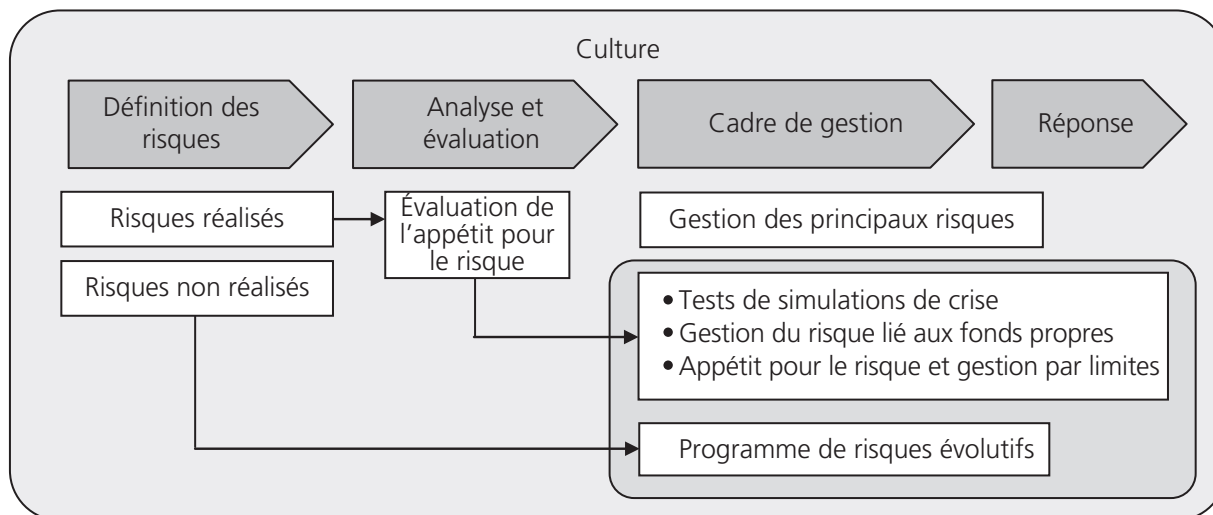 Culture
Définition des
risques
Analyse et
évaluation
Cadre de gestion
Réponse
Risques réalisés
Évaluation de
l'appétit pour
le risque
Gestion des principaux risques
Risques non réalisés
• Tests de simulations de crise
• Gestion du risque lié aux fonds propres
• Appétit pour le risque et gestion par limites
Programme de risques évolutifs